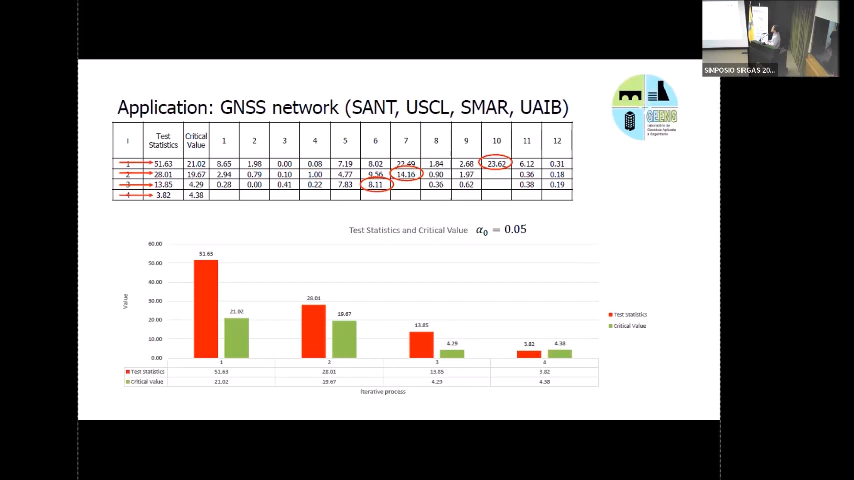 SIMPOSIO SIRGAS 20...
Application: GNSS network (SANT, USCL, SMAR, UAIB)
GEENG
I Test Statistics Critical Value 1 2 3 4 5 6 7 8 9 10 11 12
1 51.63 21.02 8.65 1.98 0.00 0.08 7.19 8.02 22.49 1.84 2.68 23.62 6.12 0.31
2 28.01 19.67 2.94 0.79 0.10 1.00 4.77 9.56 14.16 0.90 1.97 0.36 0.18
3 13.85 4.29 0.28 0.00 0.41 0.22 7.83 8.11 0.36 0.62 0.38 0.19
4 3.82 4.38
Test Statistics and Critical Value α₀ = 0.05
60.00
50.00
40.00
30.00
20.00
10.00
0.00
Value
51.63
21.02
28.01
19.67
13.85
4.29
3.82
4.38
Test Statistics
Critical Value
1 2 3 4
Test Statistics 51.63 28.01 13.85 3.82
Critical Value 21.02 19.67 4.29 4.38
Iterative process